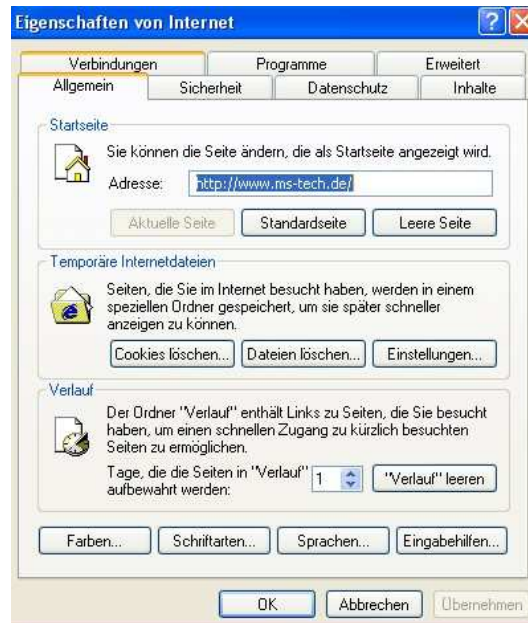 Eigenschaften von Internet
Verbindungen Programme Erweitert
Allgemein Sicherheit Datenschutz Inhalte
Startseite
Sie können die Seite ändern, die als Startseite angezeigt wird.
Adresse: http://www.ms-tech.de/
Aktuelle Seite Standardseite Leere Seite
Temporäre Internetdateien
Seiten, die Sie im Internet besucht haben, werden in einem
speziellen Ordner gespeichert, um sie später schneller
anzeigen zu können.
Cookies löschen... Dateien löschen... Einstellungen...
Verlauf
Der Ordner "Verlauf" enthält Links zu Seiten, die Sie besucht
haben, um einen schnellen Zugang zu kürzlich besuchten
Seiten zu ermöglichen.
Tage, die die Seiten in "Verlauf" 1 "Verlauf" leeren
aufbewahrt werden:
Farben... Schriftarten... Sprachen... Eingabehilfen...
OK Abbrechen Übernehmen